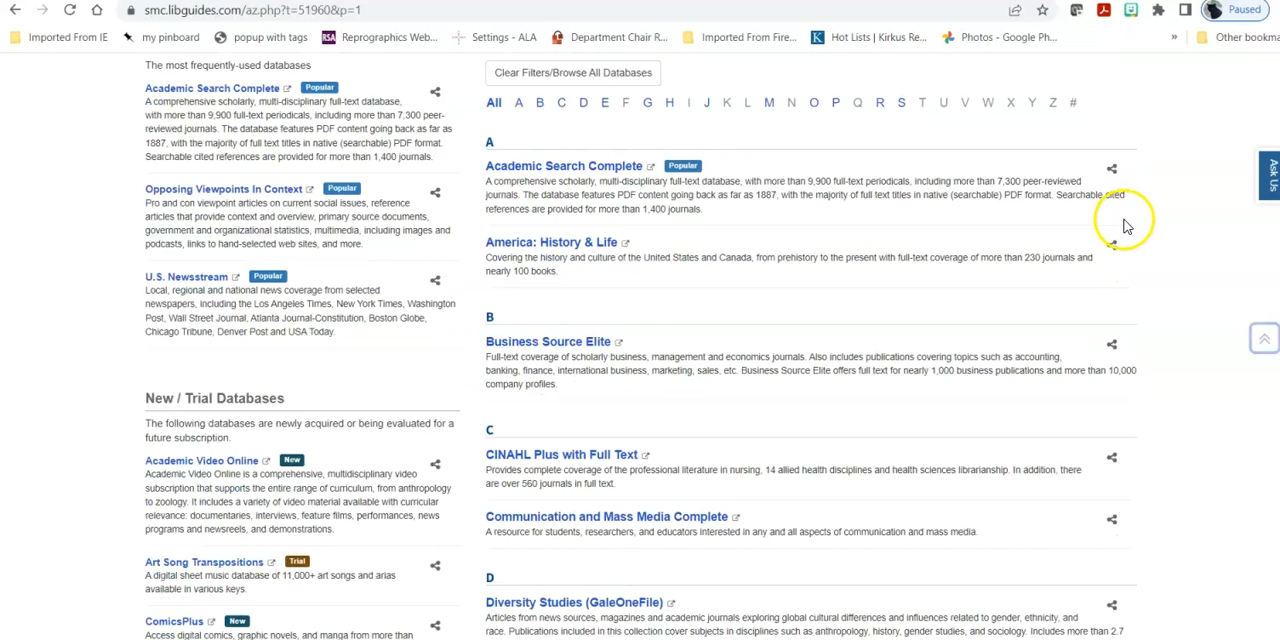 smc.libguides.com/az.php?t=51960&p=1
Paused
Imported From IE
my pinboard
popup with tags
RSA Reprographics Web...
Settings - ALA
Department Chair R...
Imported From Fire...
K Hot Lists | Kirkus Re...
Photos - Google Ph...
»
Other bookma
The most frequently-used databases
Academic Search Complete Popular
A comprehensive scholarly, multi-disciplinary full-text database,
with more than 9,900 full-text periodicals, including more than 7,300 peer-
reviewed journals. The database features PDF content going back as far as
1887, with the majority of full text titles in native (searchable) PDF format.
Searchable cited references are provided for more than 1,400 journals.
Opposing Viewpoints In Context Popular
Pro and con viewpoint articles on current social issues, reference
articles that provide context and overview, primary source documents,
government and organizational statistics, multimedia, including images and
podcasts, links to hand-selected web sites, and more.
U.S. Newsstream Popular
Local, regional and national news coverage from selected
newspapers, including the Los Angeles Times, New York Times, Washington
Post, Wall Street Journal, Atlanta Journal-Constitution, Boston Globe,
Chicago Tribune, Denver Post and USA Today.
New / Trial Databases
The following databases are newly acquired or being evaluated for a
future subscription.
Academic Video Online New
Academic Video Online is a comprehensive, multidisciplinary video
subscription that supports the entire range of curriculum, from anthropology
to zoology. It includes a variety of video material available with curricular
relevance: documentaries, interviews, feature films, performances, news
programs and newsreels, and demonstrations.
Art Song Transpositions Trial
A digital sheet music database of 11,000+ art songs and arias
available in various keys.
ComicsPlus New
Access digital comics, graphic novels, and manga from more than
Clear Filters/Browse All Databases
All A B C D E F G H I J K L M N O P Q R S T U V W X Y Z #
A
Academic Search Complete Popular
A comprehensive scholarly, multi-disciplinary full-text database, with more than 9,900 full-text periodicals, including more than 7,300 peer-reviewed
journals. The database features PDF content going back as far as 1887, with the majority of full text titles in native (searchable) PDF format. Searchable cited
references are provided for more than 1,400 journals.
America: History & Life
Covering the history and culture of the United States and Canada, from prehistory to the present with full-text coverage of more than 230 journals and
nearly 100 books.
B
Business Source Elite
Full-text coverage of scholarly business, management and economics journals. Also includes publications covering topics such as accounting,
banking, finance, international business, marketing, sales, etc. Business Source Elite offers full text for nearly 1,000 business publications and more than 10,000
company profiles.
C
CINAHL Plus with Full Text
Provides complete coverage of the professional literature in nursing, 14 allied health disciplines and health sciences librarianship. In addition, there
are over 560 journals in full text.
Communication and Mass Media Complete
A resource for students, researchers, and educators interested in any and all aspects of communication and mass media.
D
Diversity Studies (GaleOneFile)
Articles from news sources, magazines and academic journals exploring global cultural differences and influences related to gender, ethnicity, and
race. Publications included in this collection cover subjects in disciplines such as anthropology, history, gender studies, and sociology. Includes more than 2.7
Ask Us